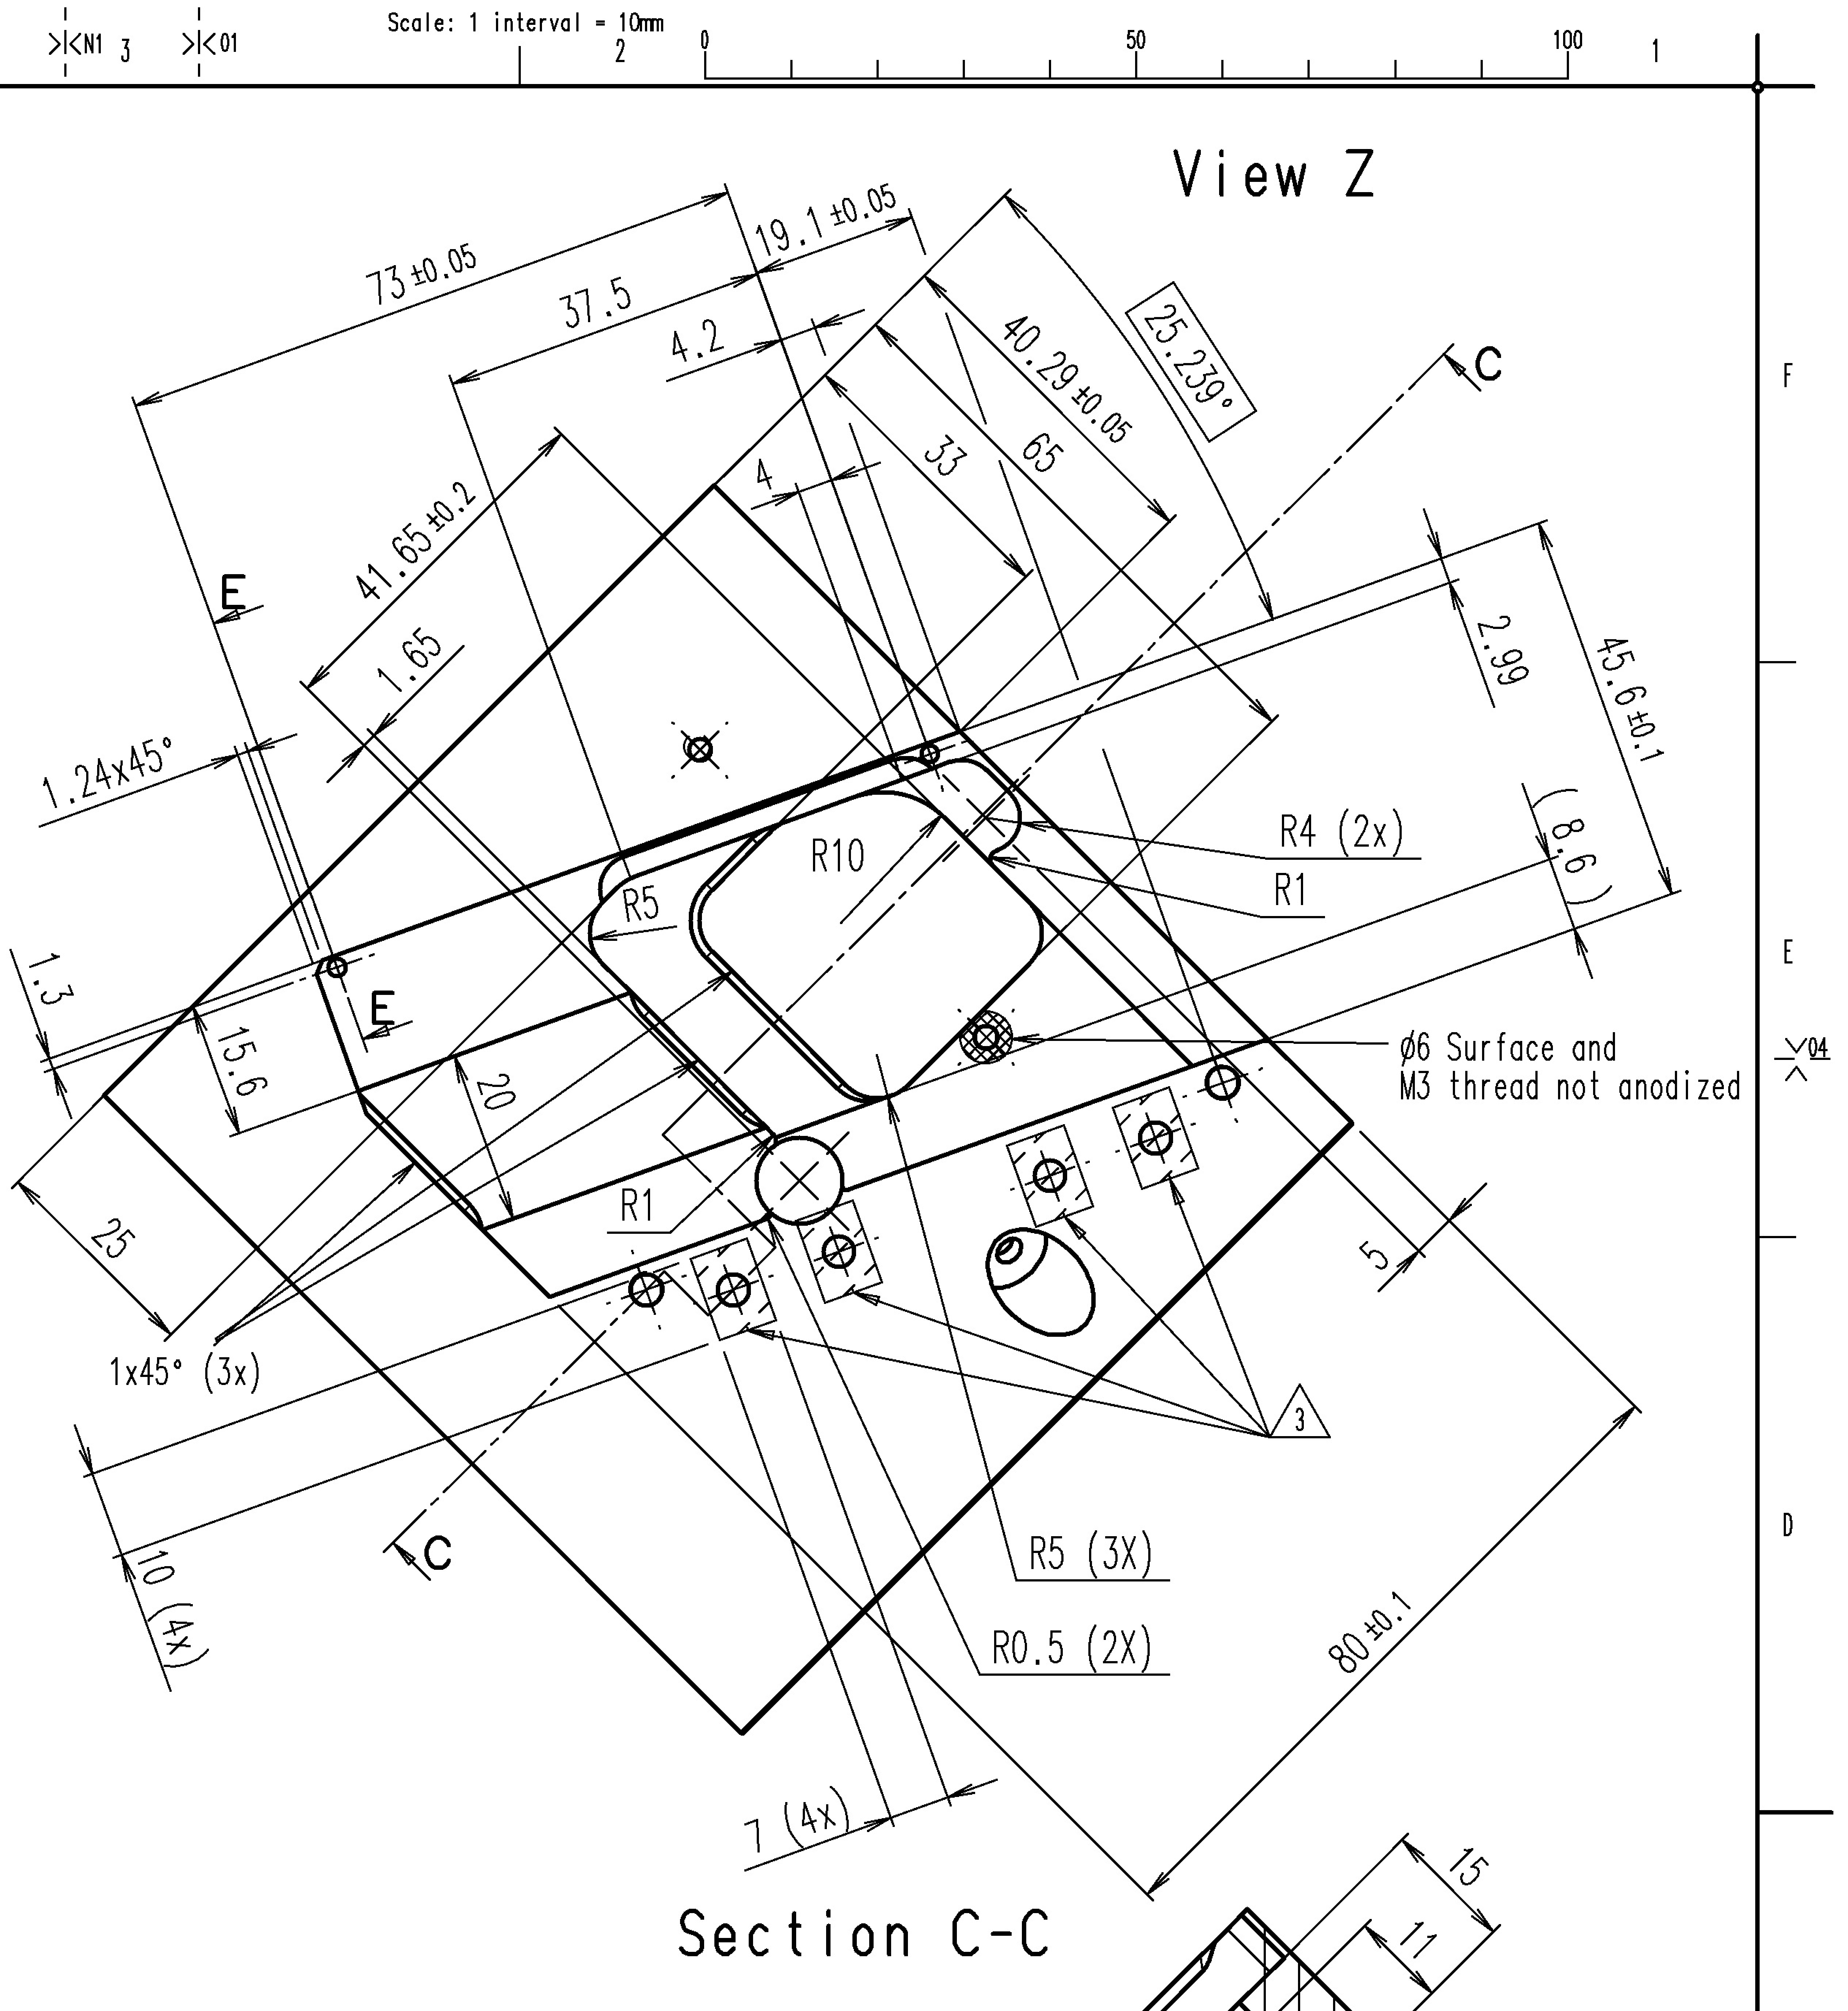 Scale: 1 interval = 10mm
N1 3 01 2 0 50 100 1
View Z
73±0.05
19.1±0.05
37.5
4.2
25.239°
C
40.29±0.05
F
65
33
4
41.65±0.2
E
1.65
2.99
45.6±0.1
1.24x45°
R4 (2x)
(8.6)
R10
R1
R5
E
1.3
E
15.6
20
Ø6 Surface and
M3 thread not anodized
04
R1
25
5
1x45° (3x)
3
C
10 (4x)
R5 (3X)
D
R0.5 (2X)
80±0.1
7 (4x)
15
Section C-C
11